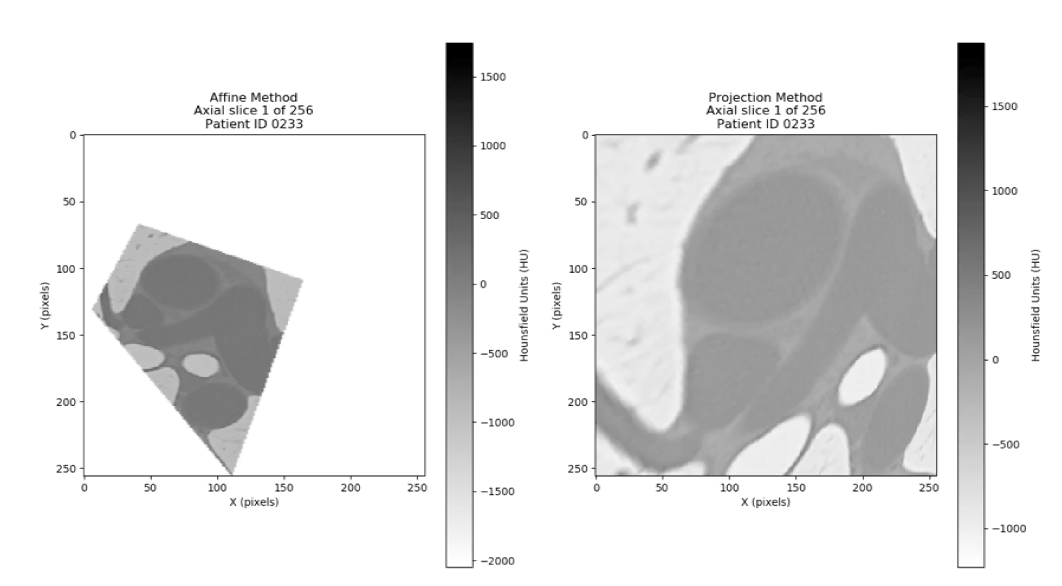 Affine Method
Axial slice 1 of 256
Patient ID 0233
0
50
100
150
200
250
Y (pixels)
0 50 100 150 200 250
X (pixels)
1500
1000
500
0
−500
−1000
−1500
−2000
Hounsfield Units (HU)
Projection Method
Axial slice 1 of 256
Patient ID 0233
0
50
100
150
200
250
Y (pixels)
0 50 100 150 200 250
X (pixels)
1500
1000
500
0
−500
−1000
Hounsfield Units (HU)